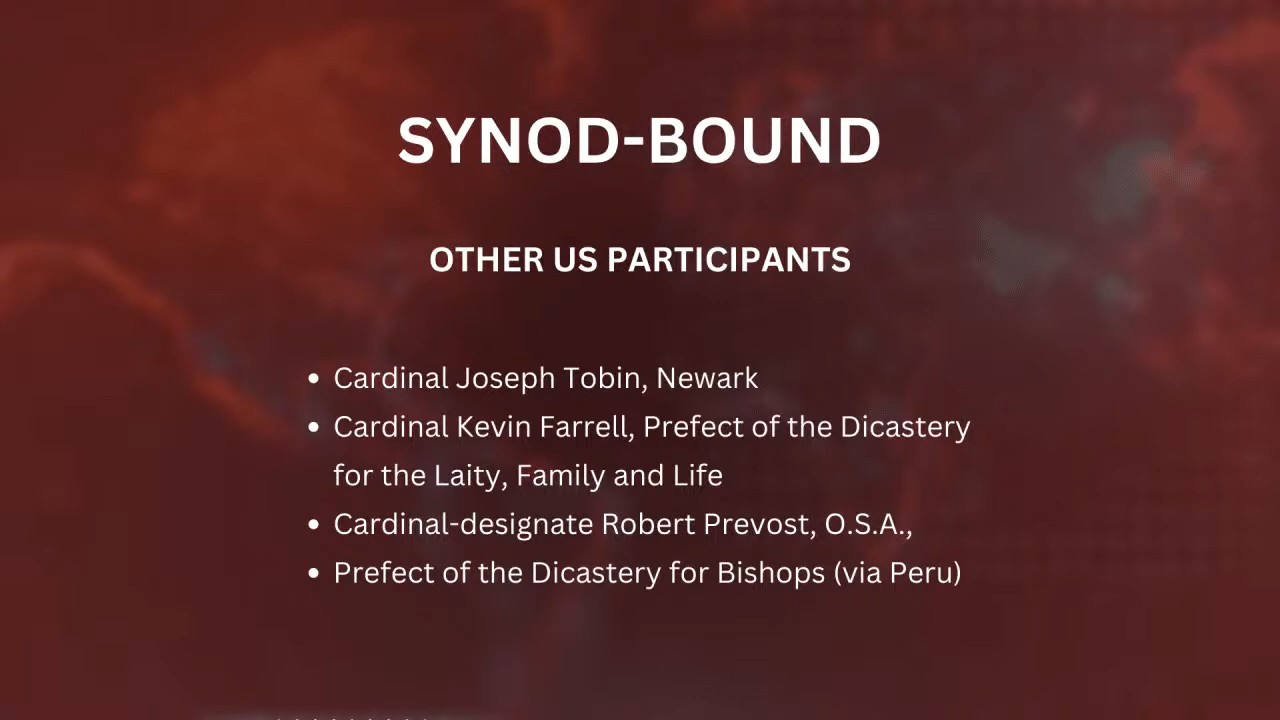 SYNOD-BOUND
OTHER US PARTICIPANTS
• Cardinal Joseph Tobin, Newark
• Cardinal Kevin Farrell, Prefect of the Dicastery
for the Laity, Family and Life
• Cardinal-designate Robert Prevost, O.S.A.,
• Prefect of the Dicastery for Bishops (via Peru)